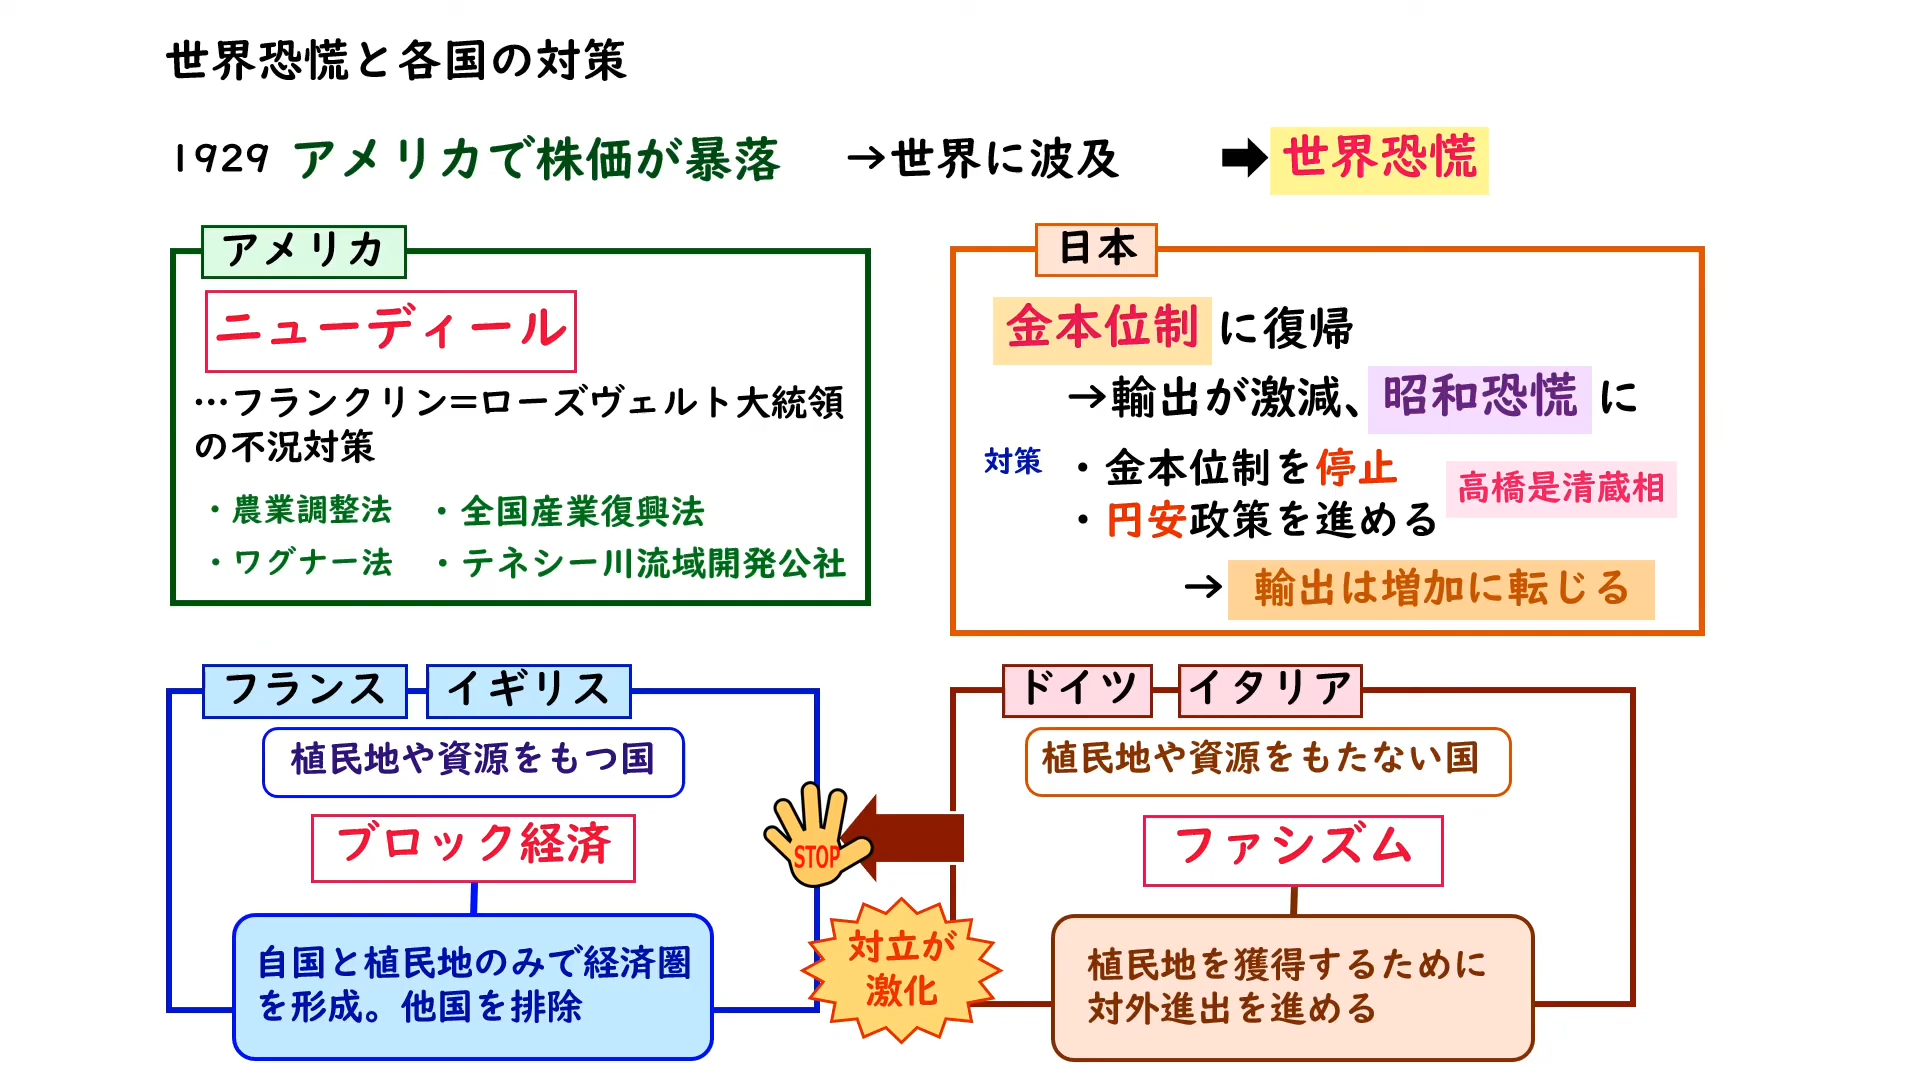 世界恐慌と各国の対策
1929 アメリカで株価が暴落 →世界に波及 ➡世界恐慌
アメリカ
ニューディール
…フランクリン＝ローズヴェルト大統領
の不況対策
・農業調整法 ・全国産業復興法
・ワグナー法 ・テネシー川流域開発公社
日本
金本位制に復帰
→輸出が激減、昭和恐慌に
対策 ・金本位制を停止
高橋是清蔵相
・円安政策を進める
→ 輸出は増加に転じる
フランス イギリス
植民地や資源をもつ国
ブロック経済
自国と植民地のみで経済圏
を形成。他国を排除
STOP
対立が
激化
ドイツ イタリア
植民地や資源をもたない国
ファシズム
植民地を獲得するために
対外進出を進める